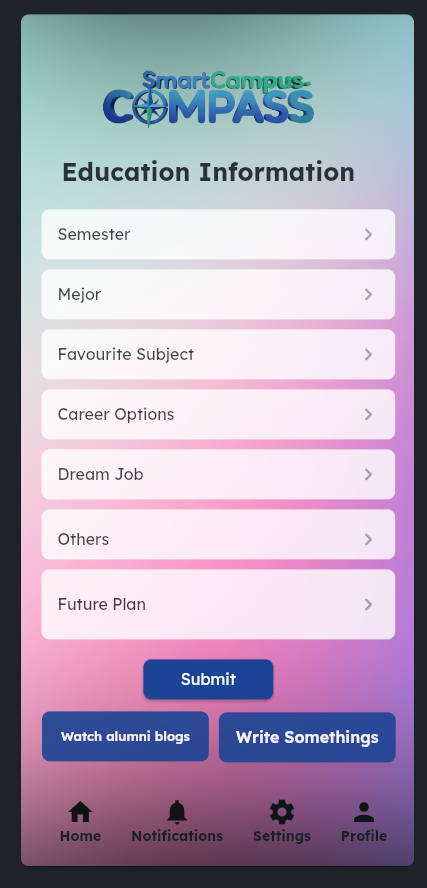 SmartCampus
COMPASS
Education Information
Semester
Mejor
Favourite Subject
Career Options
Dream Job
Others
Future Plan
Submit
Watch alumni blogs
Write Somethings
Home
Notifications
Settings
Profile